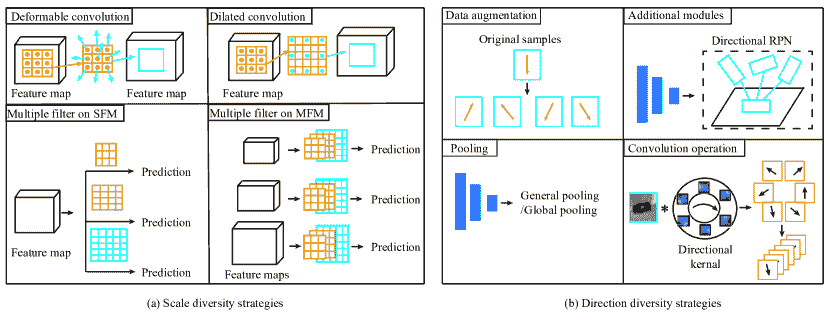 Deformable convolution
Feature map
Feature map
Dilated convolution
Feature map
Multiple filter on SFM
Prediction
Prediction
Feature map
Prediction
Multiple filter on MFM
Prediction
Prediction
Prediction
Feature maps
(a) Scale diversity strategies
Data augmentation
Original samples
Additional modules
Directional RPN
Pooling
General pooling
/Global pooling
Convolution operation
*
Directional
kernal
(b) Direction diversity strategies